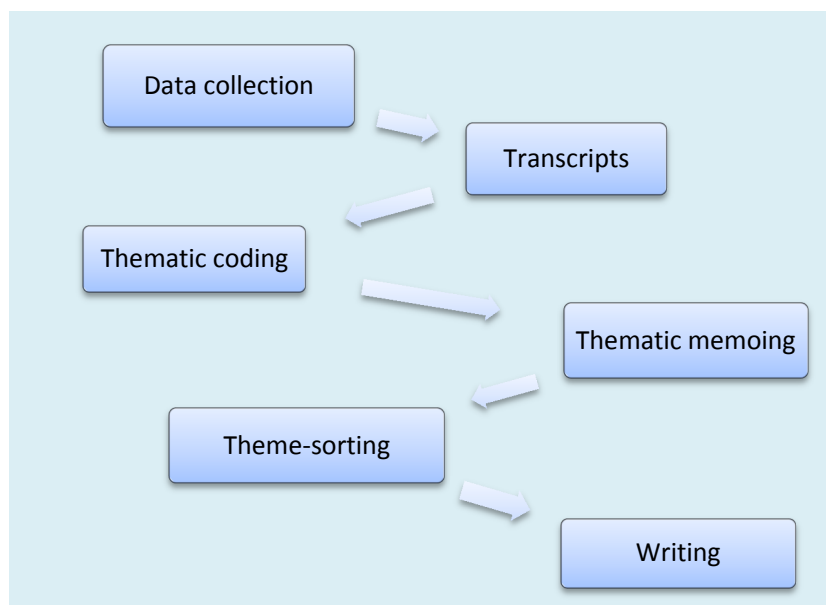 Data collection
Transcripts
Thematic coding
Thematic memoing
Theme-sorting
Writing